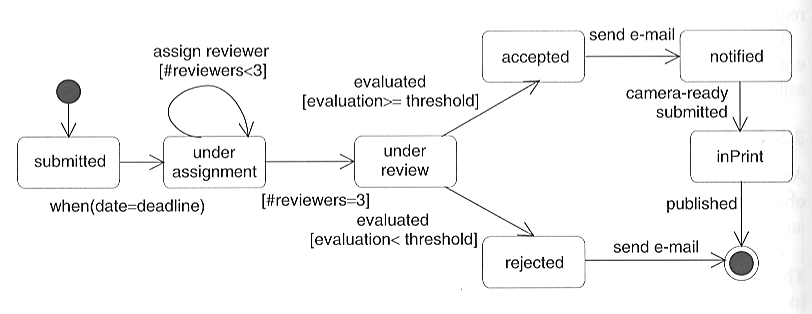 assign reviewer
[#reviewers<3]
submitted
when(date=deadline)
under
assignment
[#reviewers=3]
under
review
evaluated
[evaluation>= threshold]
evaluated
[evaluation< threshold]
accepted
send e-mail
notified
camera-ready
submitted
inPrint
published
rejected
send e-mail